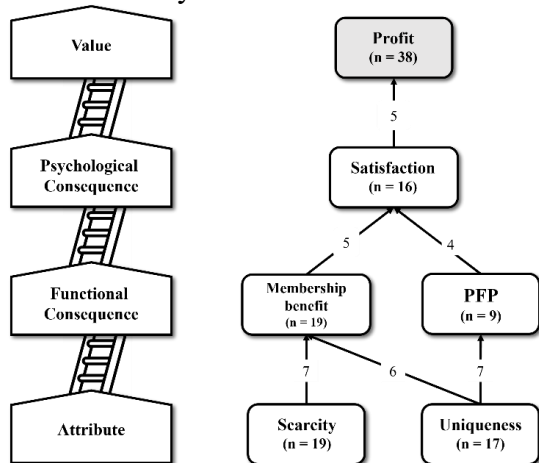 Value
Profit
(n = 38)
5
Psychological
Consequence
Satisfaction
(n = 16)
5
4
Functional
Consequence
Membership
benefit
(n = 19)
PFP
(n = 9)
7
6
7
Attribute
Scarcity
(n = 19)
Uniqueness
(n = 17)